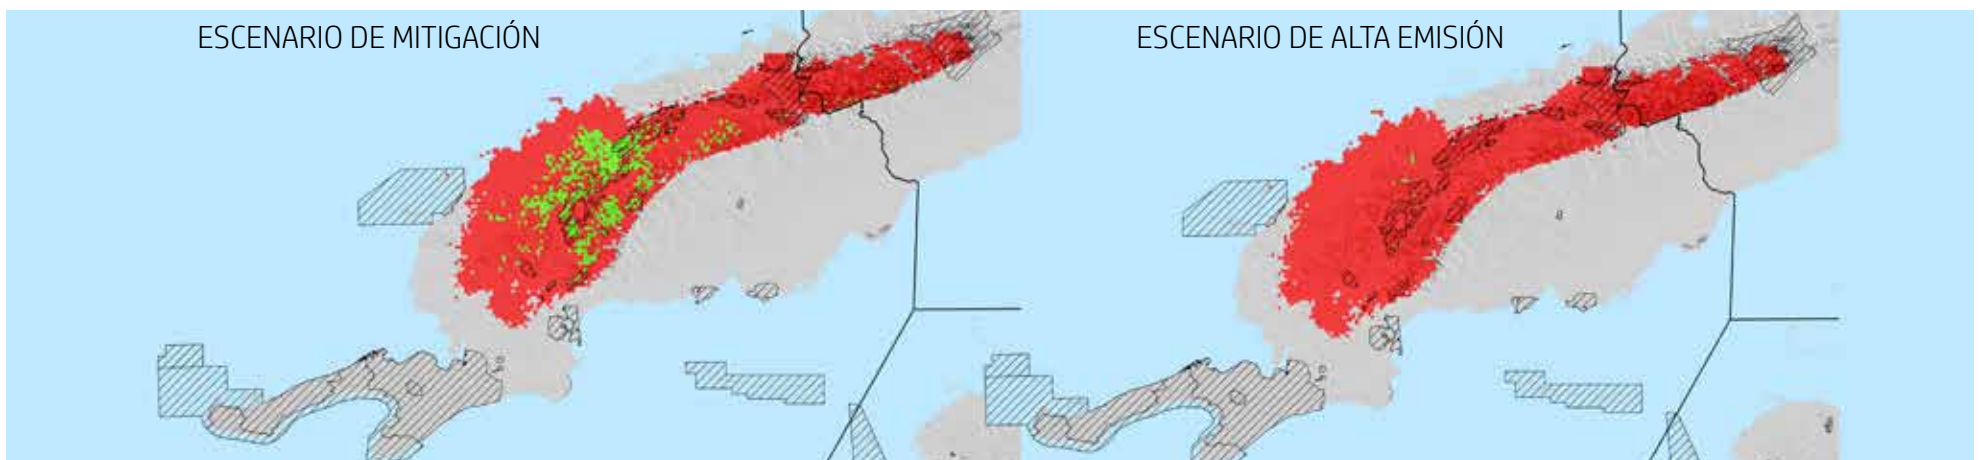 ESCENARIO DE MITIGACIÓN
ESCENARIO DE ALTA EMISIÓN